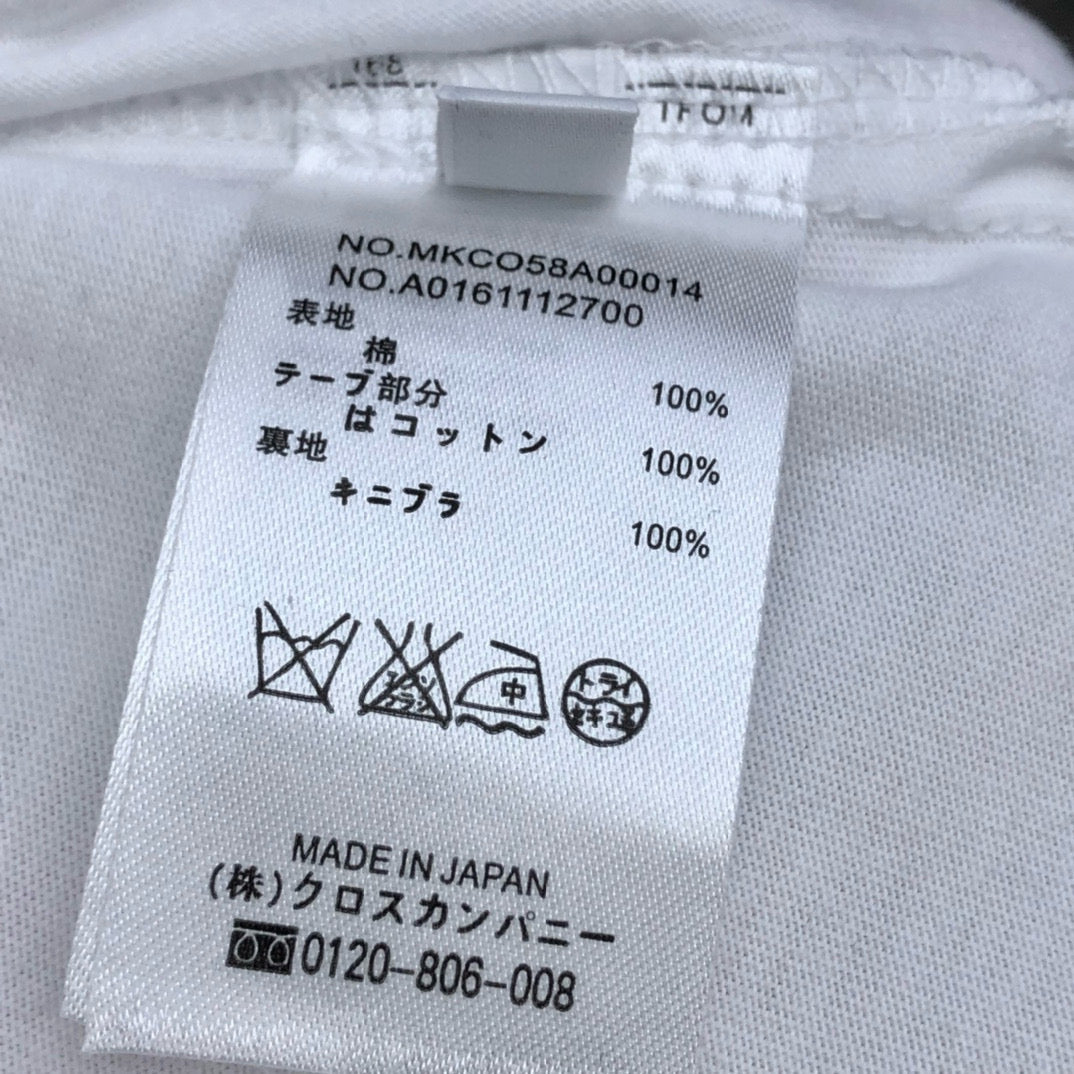 NO.MKCO58A00014
NO.A0161112700
表地
棉 100%
テーブ部分
はコットン 100%
裏地
キニブラ 100%
中
トライ
MADE IN JAPAN
(株)クロスカンパニー
0120-806-008